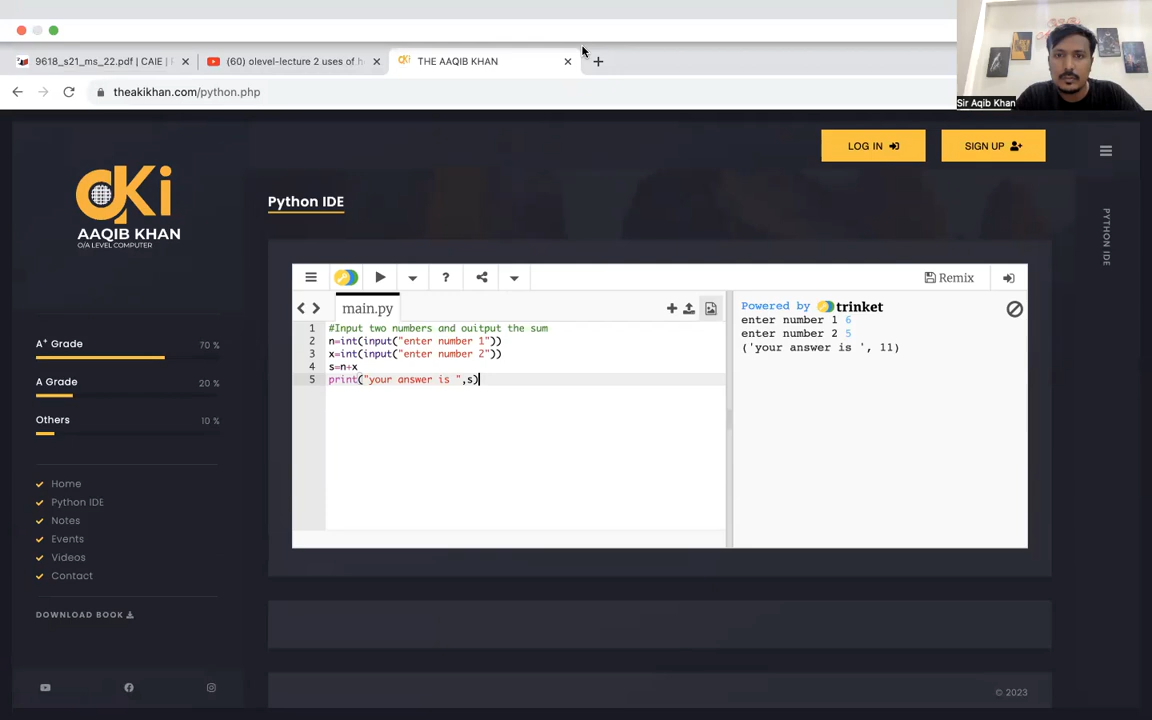 9618_s21_ms_22.pdf | CAIE |
(60) olevel-lecture 2 uses of h
THE AAQIB KHAN
theakikhan.com/python.php
Sir Aqib Khan
LOG IN
SIGN UP
AAQIB KHAN
O/A LEVEL COMPUTER
Python IDE
PYTHON IDE
Remix
main.py
1 #Input two numbers and ouitput the sum
2 n=int(input("enter number 1"))
3 x=int(input("enter number 2"))
4 s=n+x
5 print("your answer is ",s)
Powered by trinket
enter number 1 6
enter number 2 5
('your answer is ', 11)
A+ Grade 70 %
A Grade 20 %
Others 10 %
Home
Python IDE
Notes
Events
Videos
Contact
DOWNLOAD BOOK
© 2023